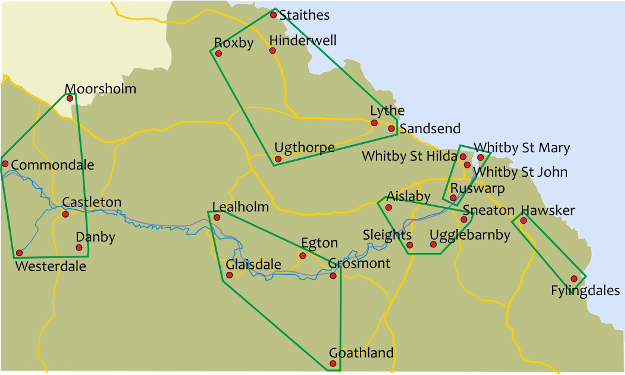 Staithes
Roxby
Hinderwell
Moorsholm
Lythe
Sandsend
Ugthorpe
Whitby St Hilda
Whitby St Mary
Whitby St John
Commondale
Ruswarp
Aislaby
Castleton
Lealholm
Sneaton
Hawsker
Danby
Egton
Sleights
Ugglebarnby
Westerdale
Glaisdale
Grosmont
Fylingdales
Goathland